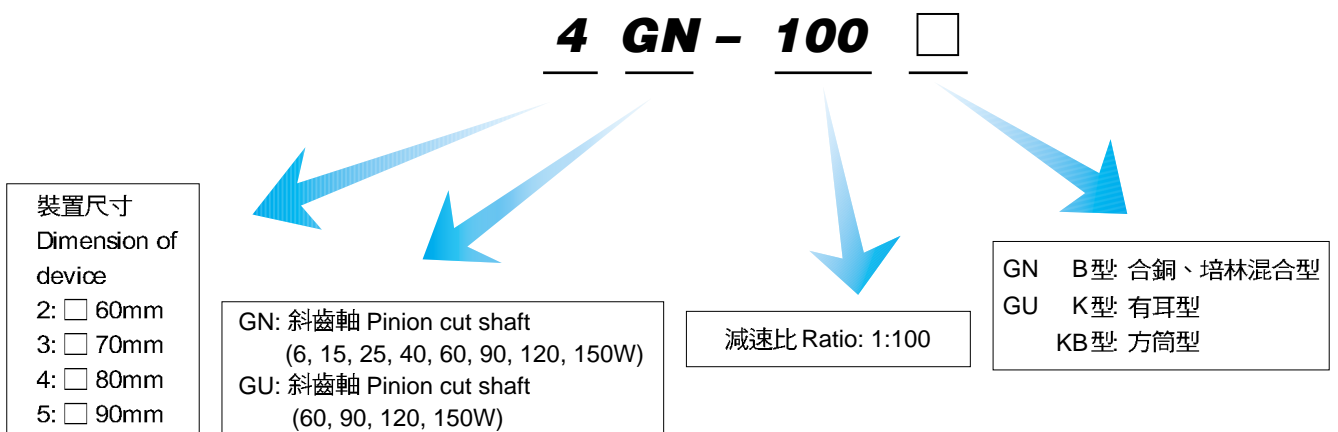 4 GN – 100 □
裝置尺寸
Dimension of
device
2: □ 60mm
3: □ 70mm
4: □ 80mm
5: □ 90mm
GN: 斜齒軸 Pinion cut shaft
(6, 15, 25, 40, 60, 90, 120, 150W)
GU: 斜齒軸 Pinion cut shaft
(60, 90, 120, 150W)
減速比 Ratio: 1:100
GN B型: 合銅、培林混合型
GU K型: 有耳型
KB型: 方筒型